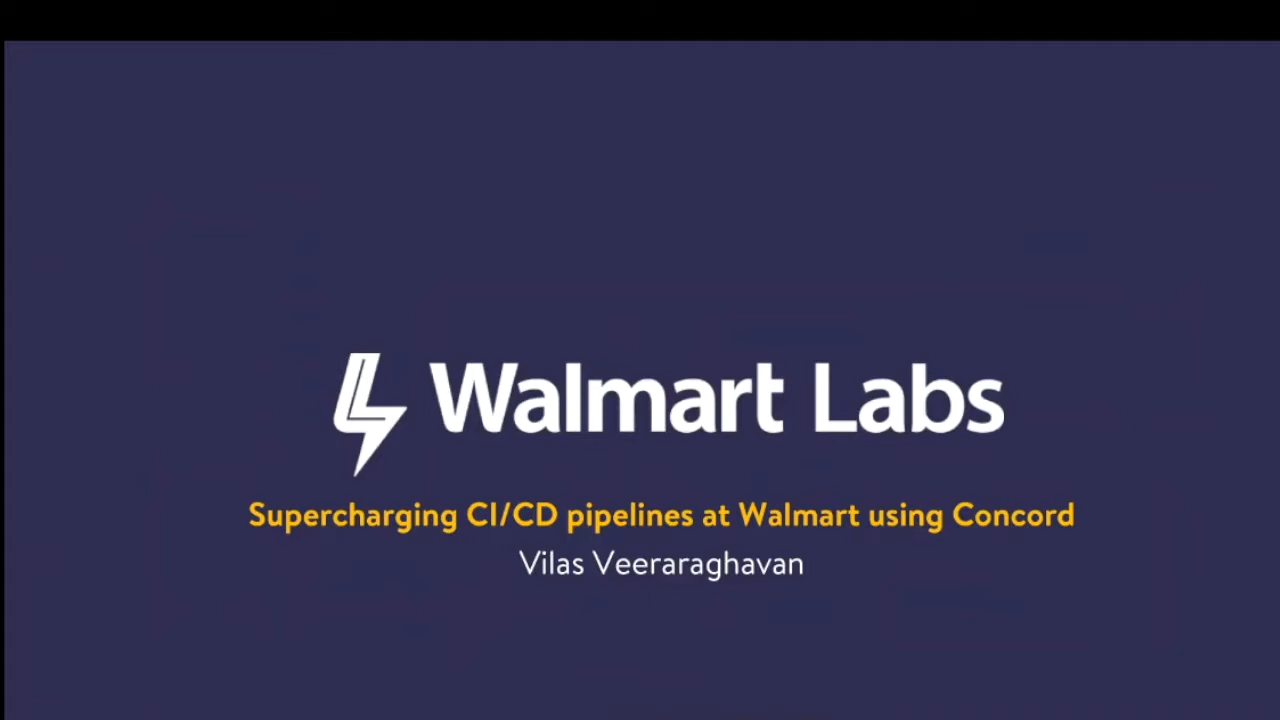 Walmart Labs
Supercharging CI/CD pipelines at Walmart using Concord
Vilas Veeraraghavan